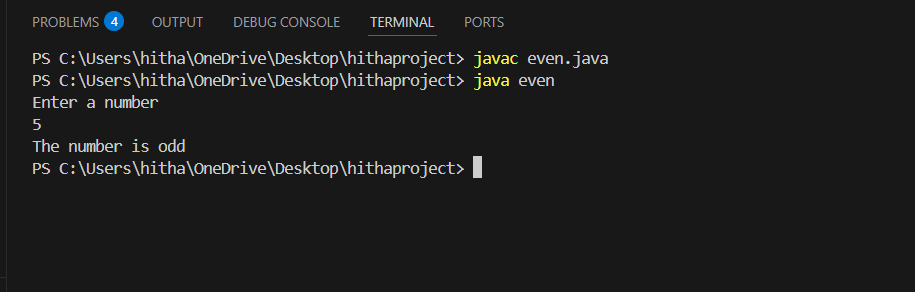 PROBLEMS 4 OUTPUT DEBUG CONSOLE TERMINAL PORTS
PS C:\Users\hitha\OneDrive\Desktop\hithaproject> javac even.java
PS C:\Users\hitha\OneDrive\Desktop\hithaproject> java even
Enter a number
5
The number is odd
PS C:\Users\hitha\OneDrive\Desktop\hithaproject>